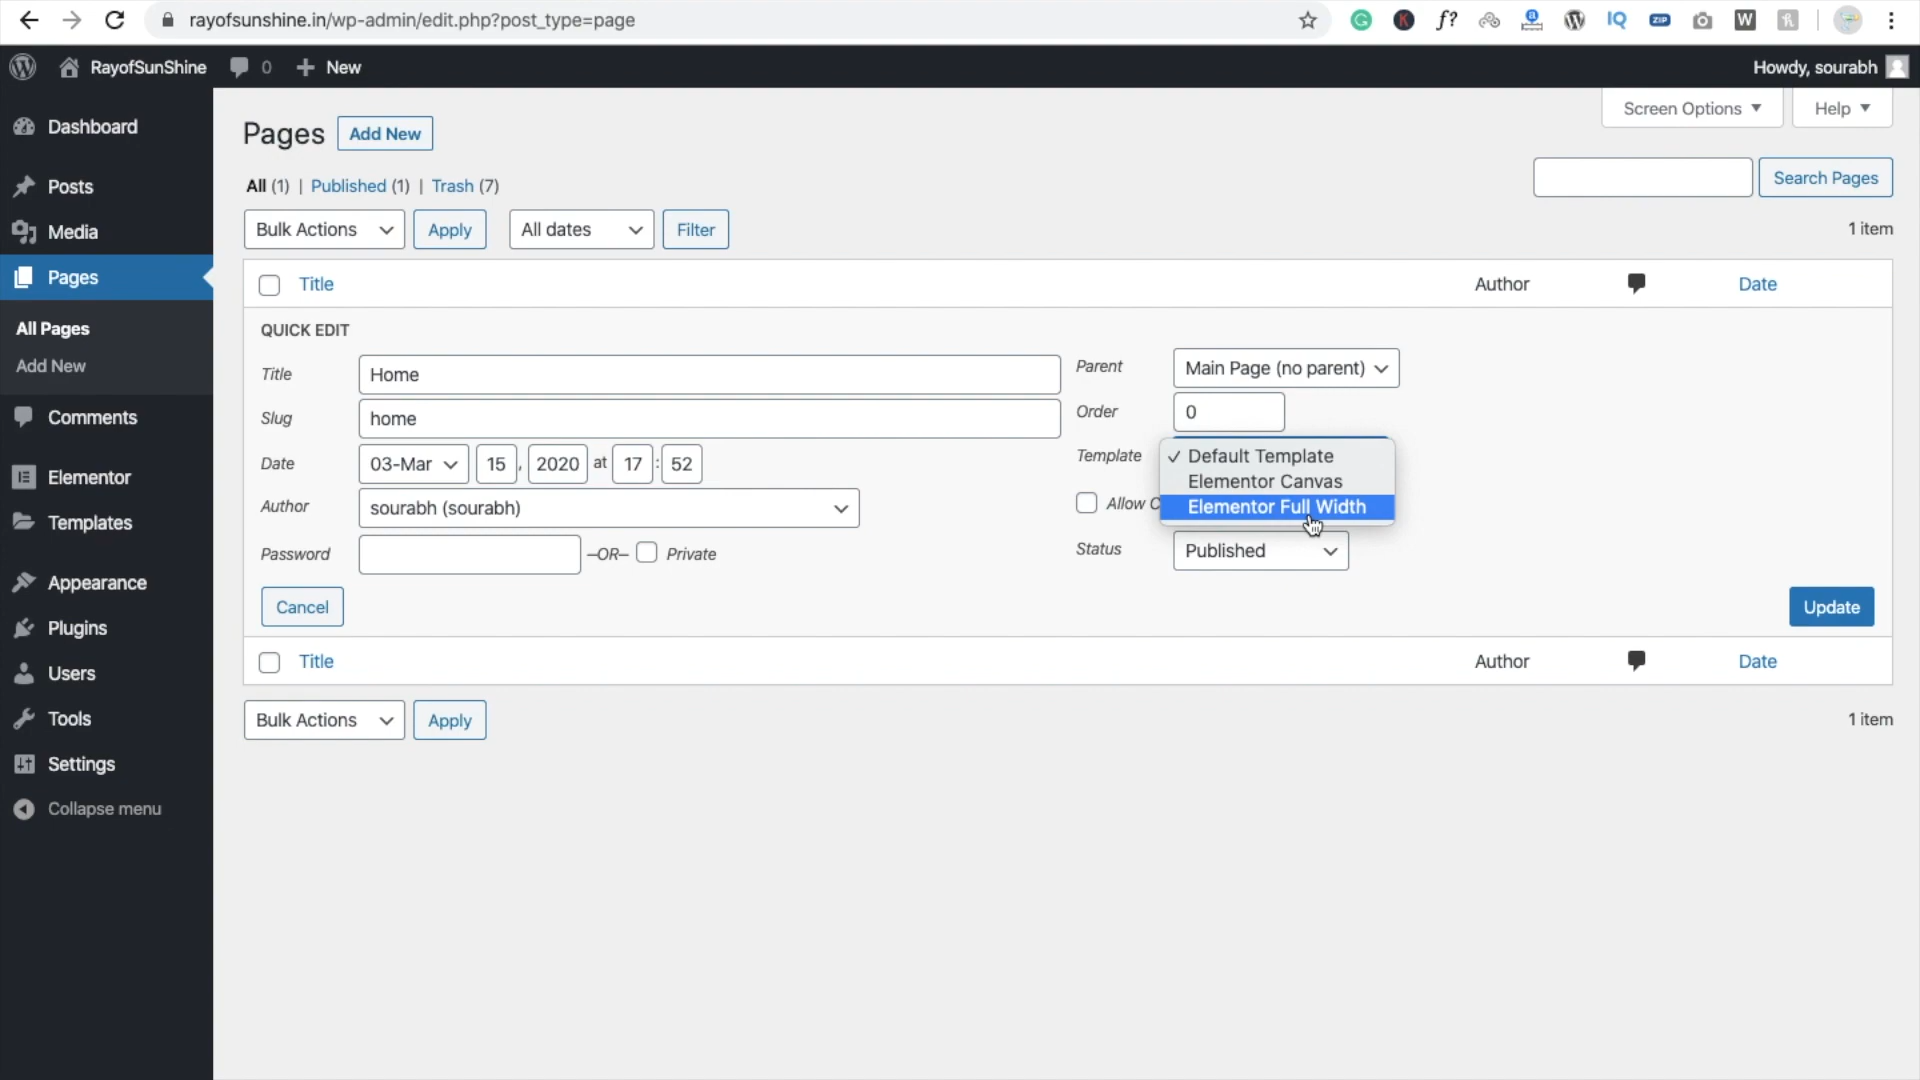 rayofsunshine.in/wp-admin/edit.php?post_type=page
f? IQ ZIP W
RayofSunShine 0 New
Howdy, sourabh
Screen Options Help
Dashboard
Posts
Media
Pages
All Pages
Add New
Comments
Elementor
Templates
Appearance
Plugins
Users
Tools
Settings
Collapse menu
Pages Add New
All (1) | Published (1) | Trash (7)
Search Pages
Bulk Actions Apply All dates Filter
1 item
Title Author Date
QUICK EDIT
Title Home
Slug home
Date 03-Mar 15, 2020 at 17 : 52
Author sourabh (sourabh)
Password –OR– Private
Parent Main Page (no parent)
Order 0
Template ✓ Default Template
Elementor Canvas
Elementor Full Width
Allow C
Status Published
Cancel Update
Title Author Date
Bulk Actions Apply
1 item